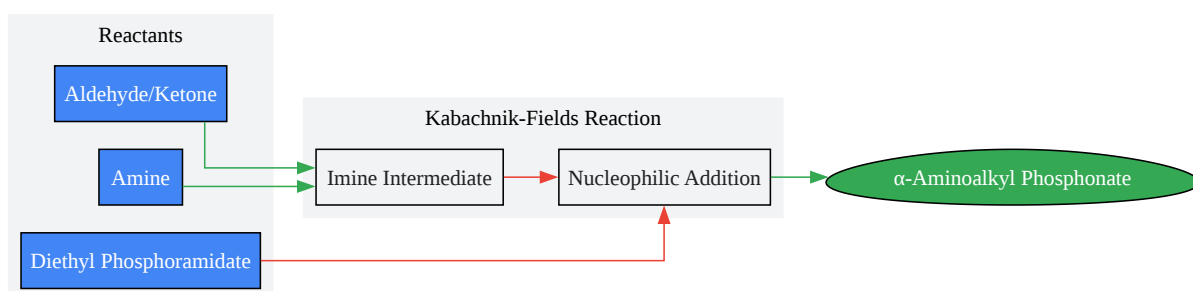 Reactants
Aldehyde/Ketone
Kabachnik-Fields Reaction
Amine
Imine Intermediate
Nucleophilic Addition
α-Aminoalkyl Phosphonate
Diethyl Phosphoramidate